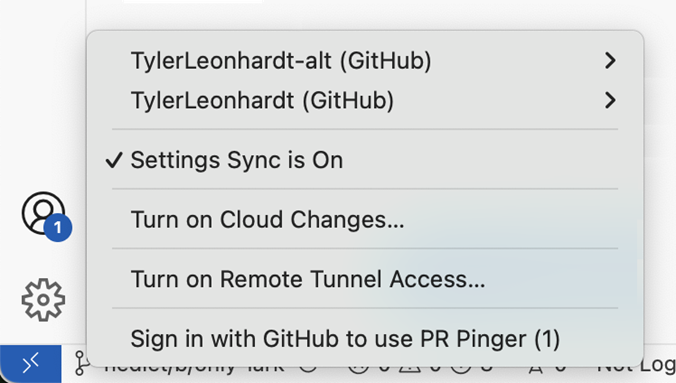 TylerLeonhardt-alt (GitHub)
TylerLeonhardt (GitHub)
Settings Sync is On
Turn on Cloud Changes...
1
Turn on Remote Tunnel Access...
Sign in with GitHub to use PR Pinger (1)
Not Log